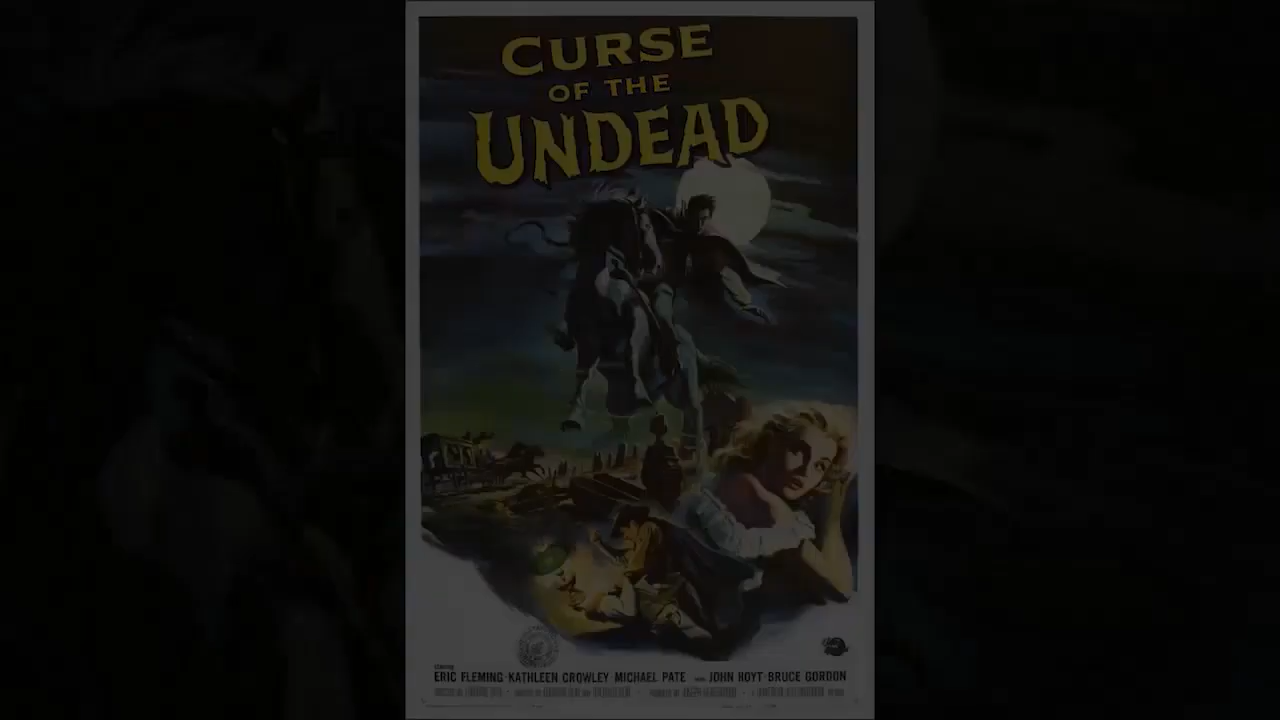 CURSE
OF THE
UNDEAD
ERIC FLEMING · KATHLEEN CROWLEY MICHAEL PATE JOHN HOYT · BRUCE GORDON